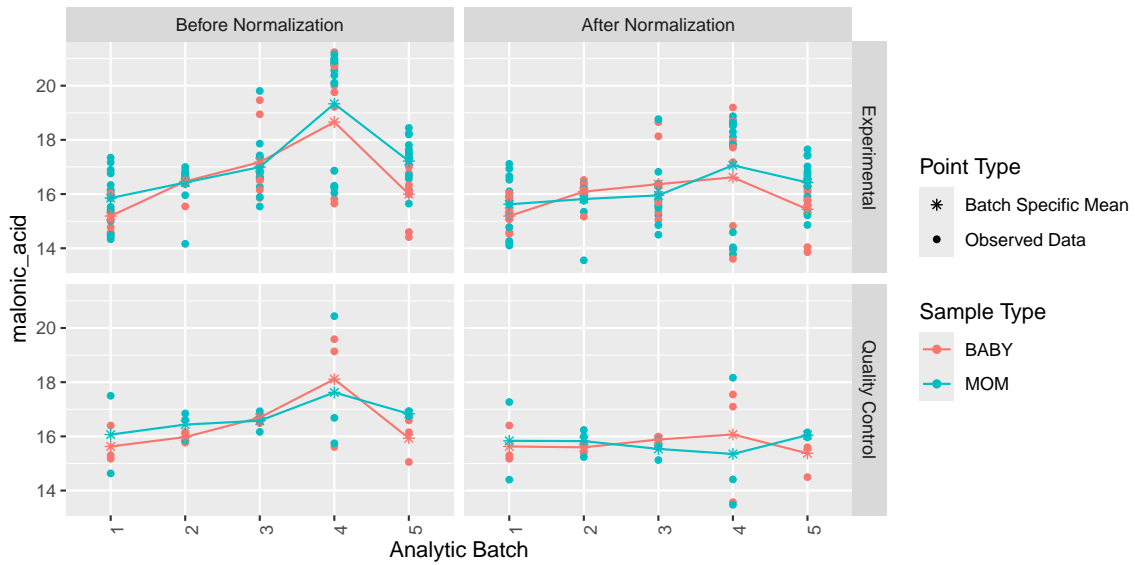 Before Normalization
After Normalization
malonic_acid
20
18
16
14
Experimental
20
18
16
14
Quality Control
1
2
3
4
5
1
2
3
4
5
Analytic Batch
Point Type
Batch Specific Mean
Observed Data
Sample Type
BABY
MOM